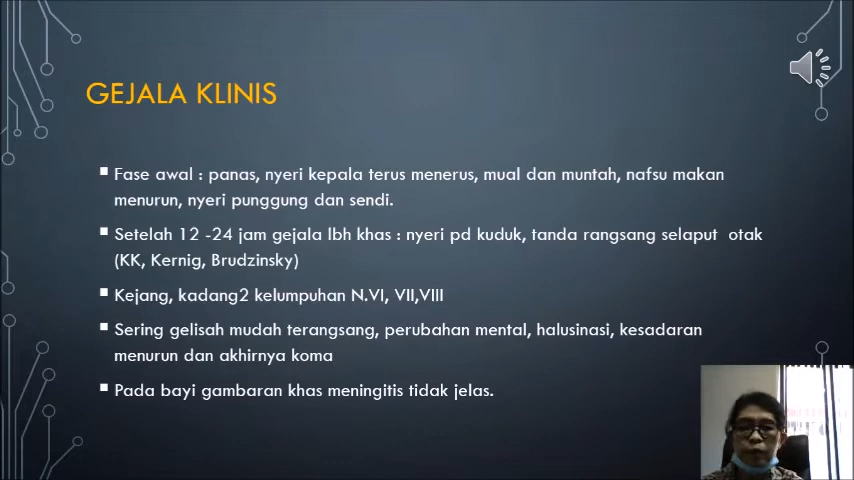 GEJALA KLINIS
Fase awal : panas, nyeri kepala terus menerus, mual dan muntah, nafsu makan
menurun, nyeri punggung dan sendi.
Setelah 12 -24 jam gejala lbh khas : nyeri pd kuduk, tanda rangsang selaput otak
(KK, Kernig, Brudzinsky)
Kejang, kadang2 kelumpuhan N.VI, VII,VIII
Sering gelisah mudah terangsang, perubahan mental, halusinasi, kesadaran
menurun dan akhirnya koma
Pada bayi gambaran khas meningitis tidak jelas.